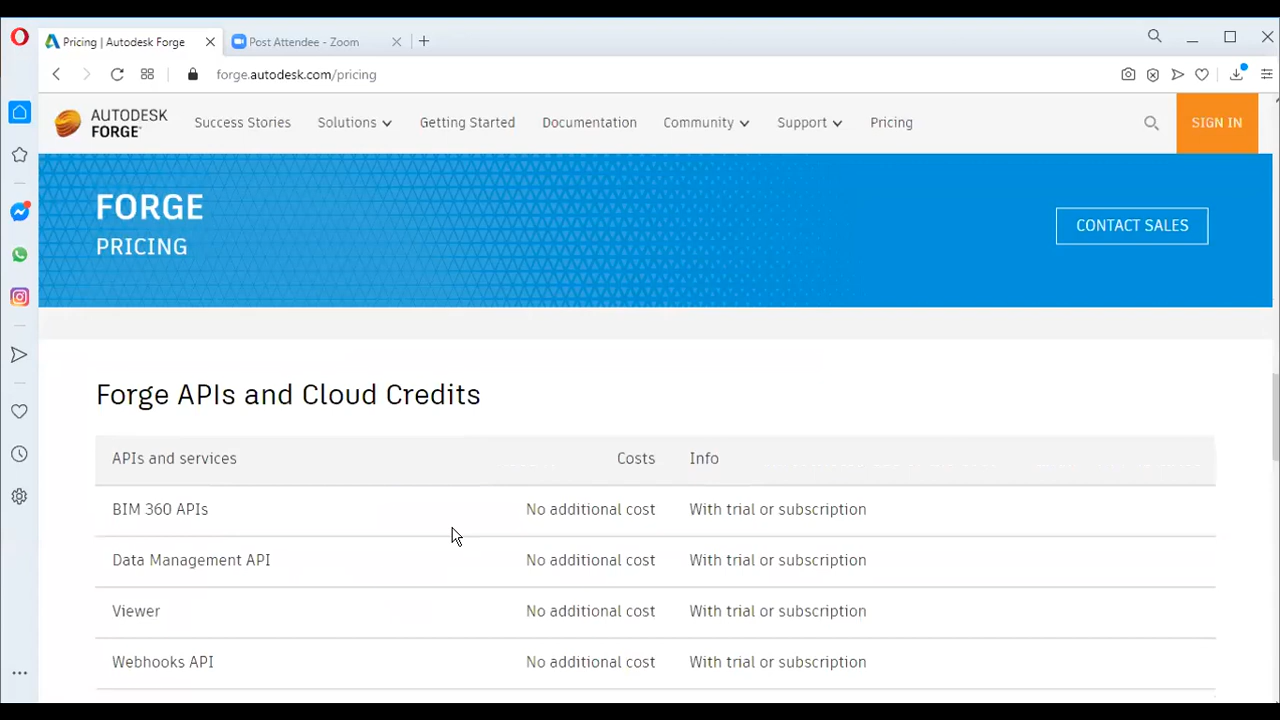 Pricing | Autodesk Forge
Post Attendee - Zoom
forge.autodesk.com/pricing
AUTODESK
FORGE
Success Stories
Solutions
Getting Started
Documentation
Community
Support
Pricing
SIGN IN
FORGE
PRICING
CONTACT SALES
Forge APIs and Cloud Credits
APIs and services Costs Info
BIM 360 APIs No additional cost With trial or subscription
Data Management API No additional cost With trial or subscription
Viewer No additional cost With trial or subscription
Webhooks API No additional cost With trial or subscription